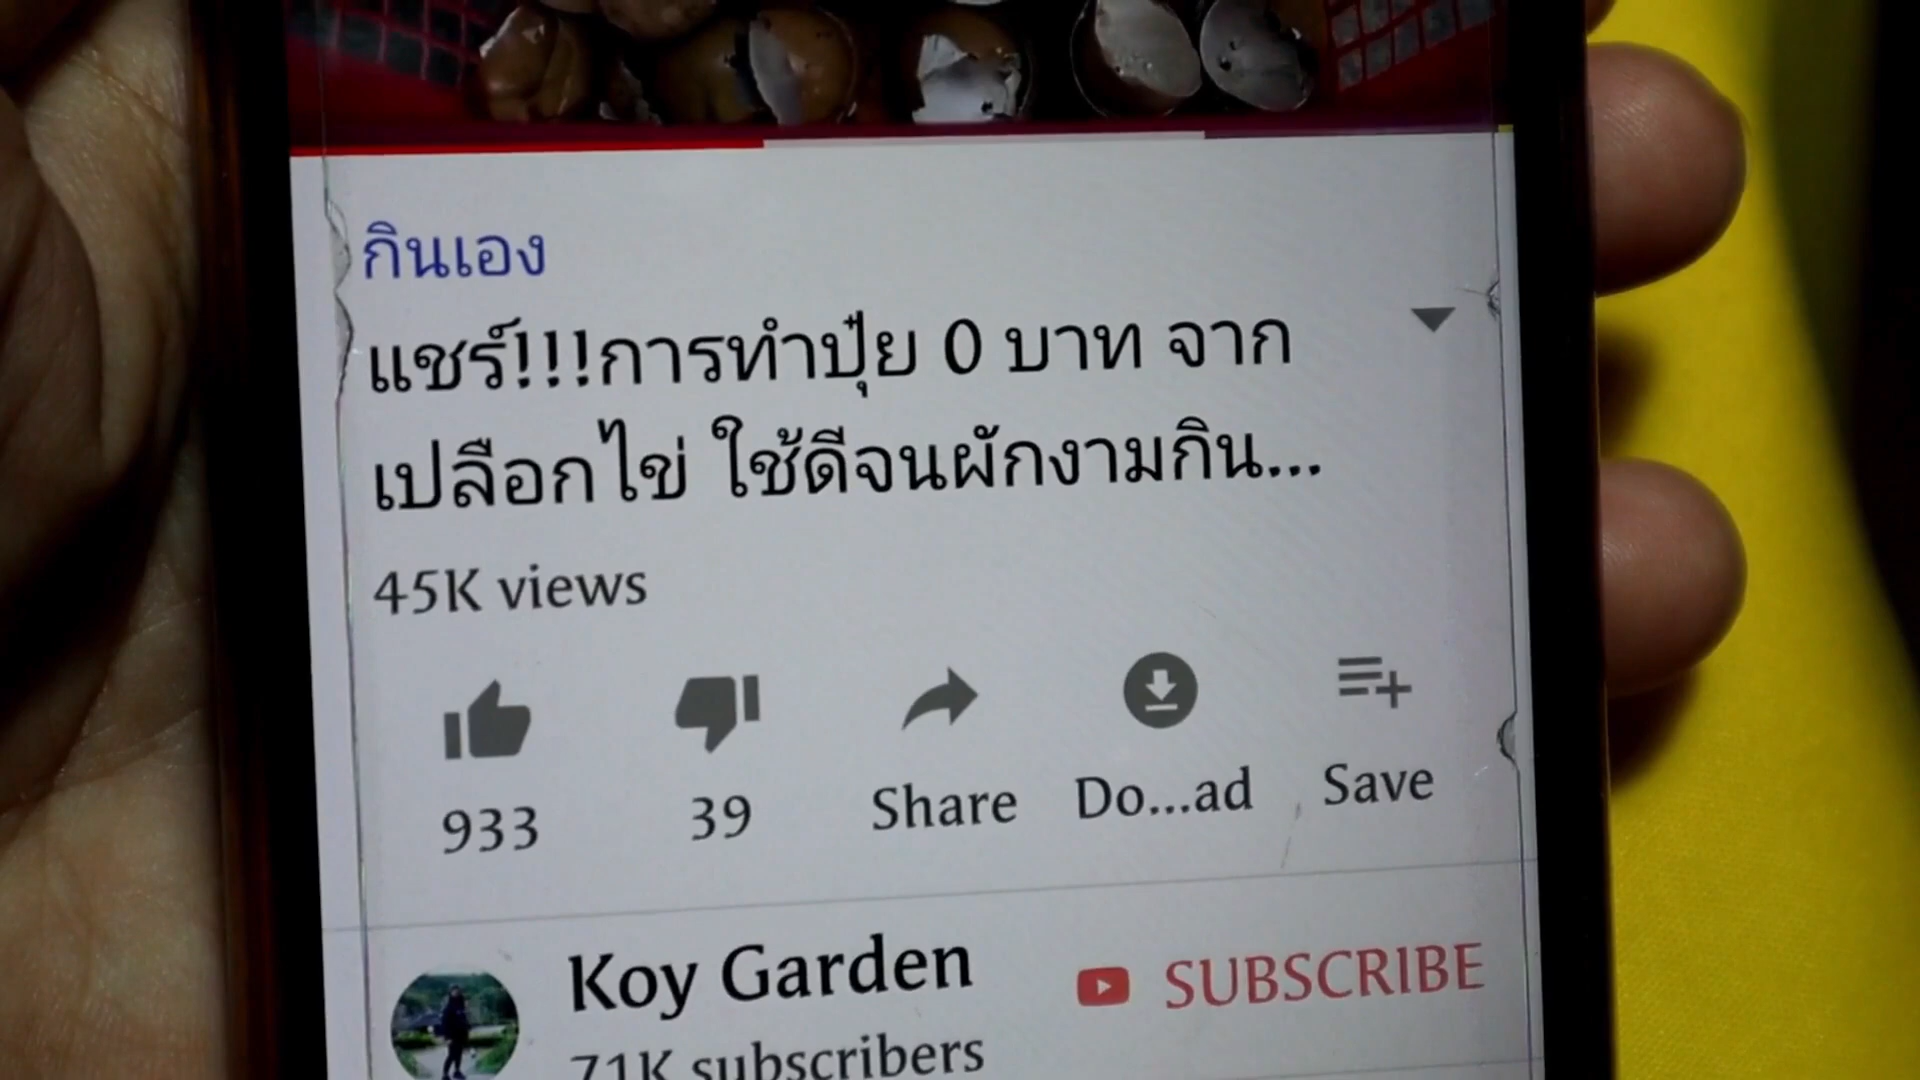 กินเอง
แชร์!!!การทำปุ๋ย 0 บาท จาก
เปลือกไข่ ใช้ดีจนผักงามกิน...
45K views
933
39
Share
Do...ad
Save
Koy Garden
SUBSCRIBE
71K subscribers